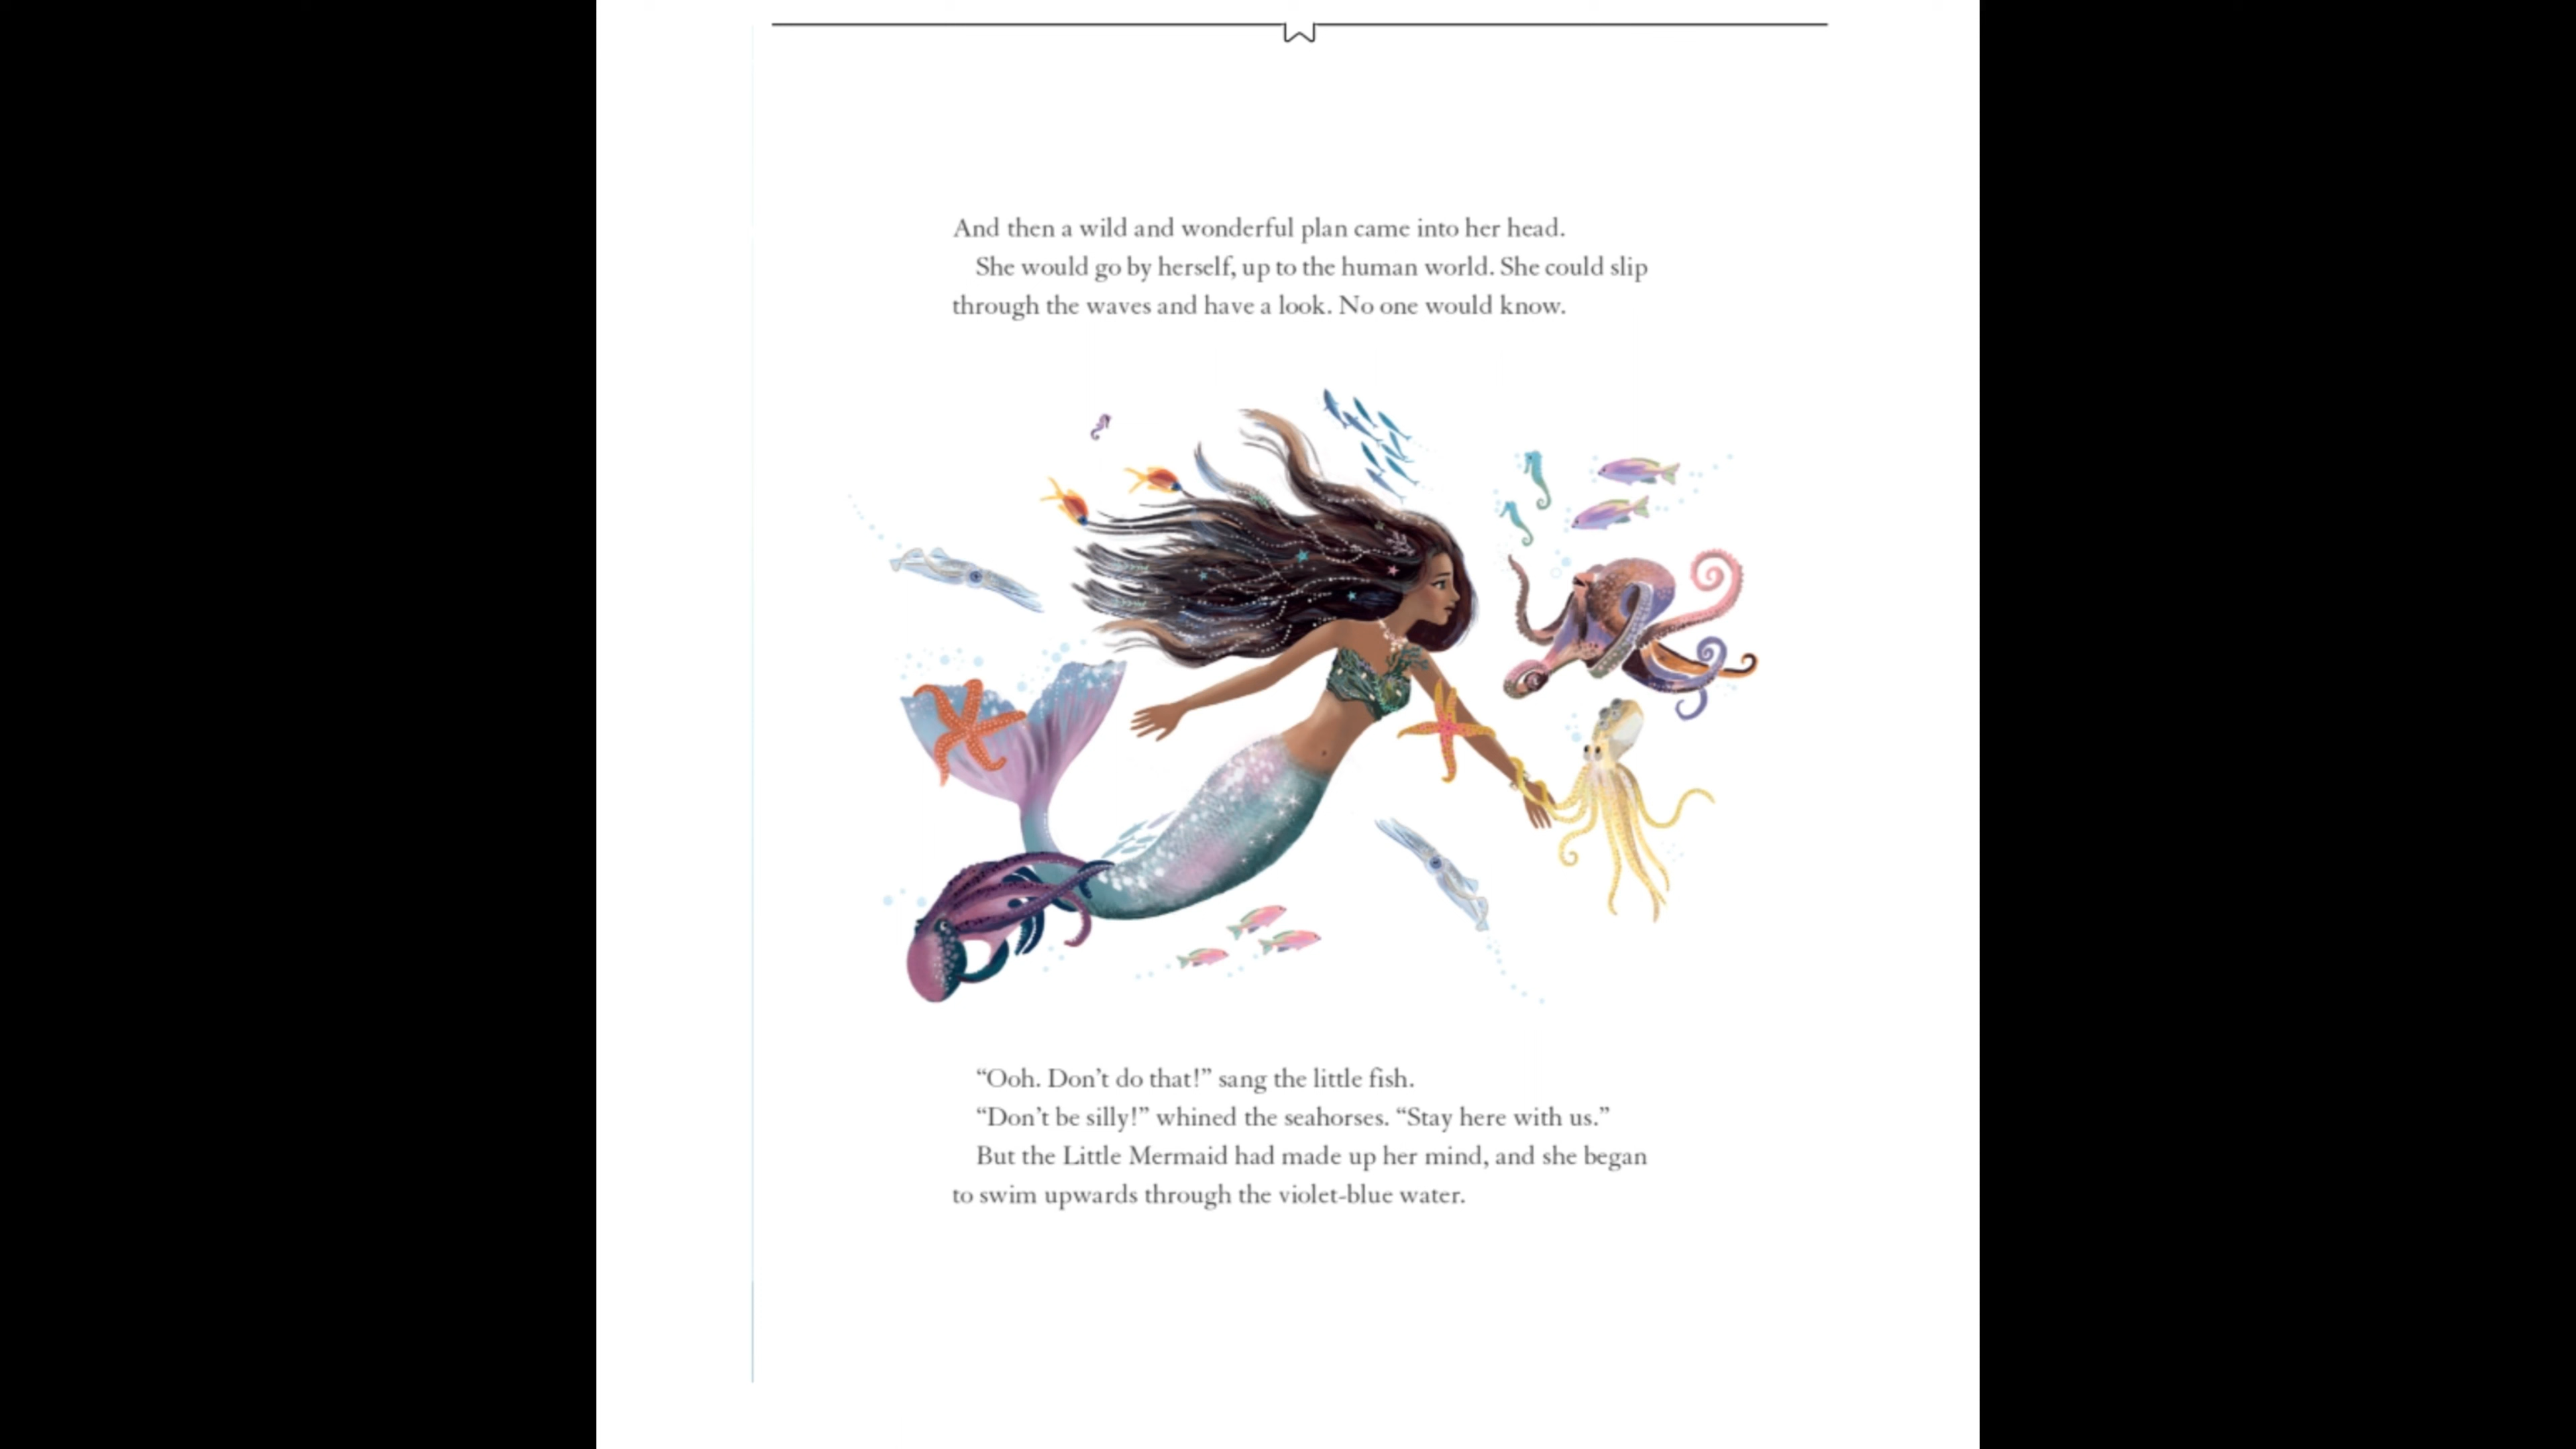 And then a wild and wonderful plan came into her head.
She would go by herself, up to the human world. She could slip
through the waves and have a look. No one would know.
“Ooh. Don’t do that!” sang the little fish.
“Don’t be silly!” whined the seahorses. “Stay here with us.”
But the Little Mermaid had made up her mind, and she began
to swim upwards through the violet-blue water.